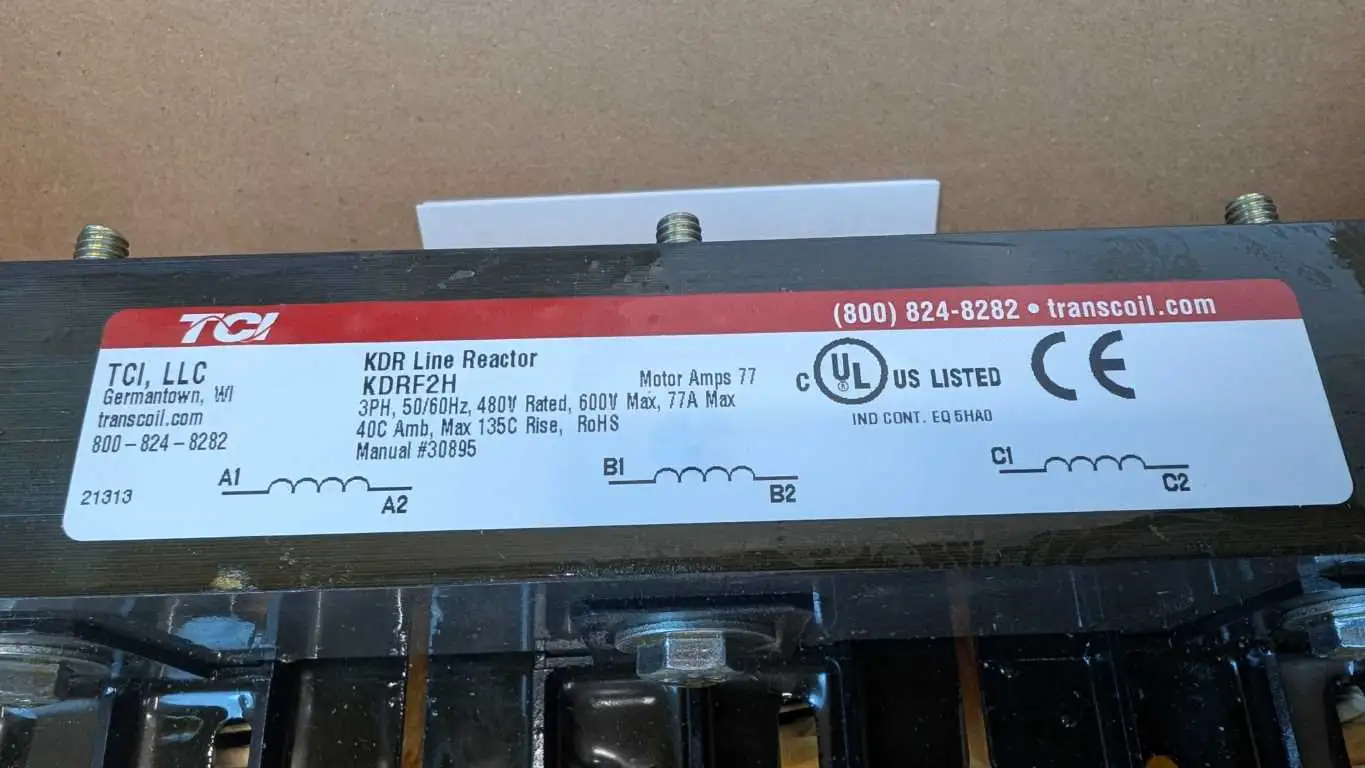 TCI
(800) 824-8282 • transcoil.com
TCI, LLC
Germantown, WI
transcoil.com
800-824-8282
21313
KDR Line Reactor
KDRF2H
Motor Amps 77
3PH, 50/60Hz, 480V Rated, 600V Max, 77A Max
40C Amb, Max 135C Rise, RoHS
Manual #30895
C UL US LISTED
CE
IND CONT. EQ 5HA0
A1
A2
B1
B2
C1
C2